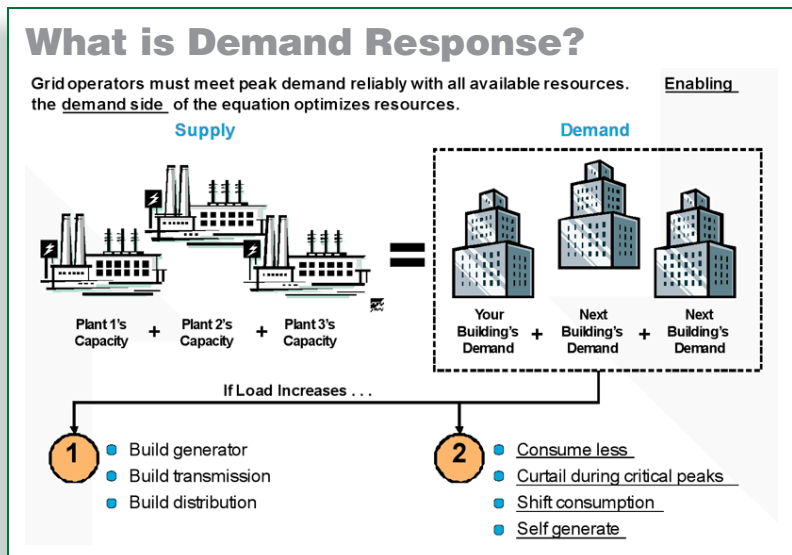 What is Demand Response?
Grid operators must meet peak demand reliably with all available resources. Enabling
the demand side of the equation optimizes resources.
Supply
Demand
Plant 1's
Capacity
+
Plant 2's
Capacity
+
Plant 3's
Capacity
=
Your
Building's
Demand
+
Next
Building's
Demand
+
Next
Building's
Demand
If Load Increases . . .
1
Build generator
Build transmission
Build distribution
2
Consume less
Curtail during critical peaks
Shift consumption
Self generate